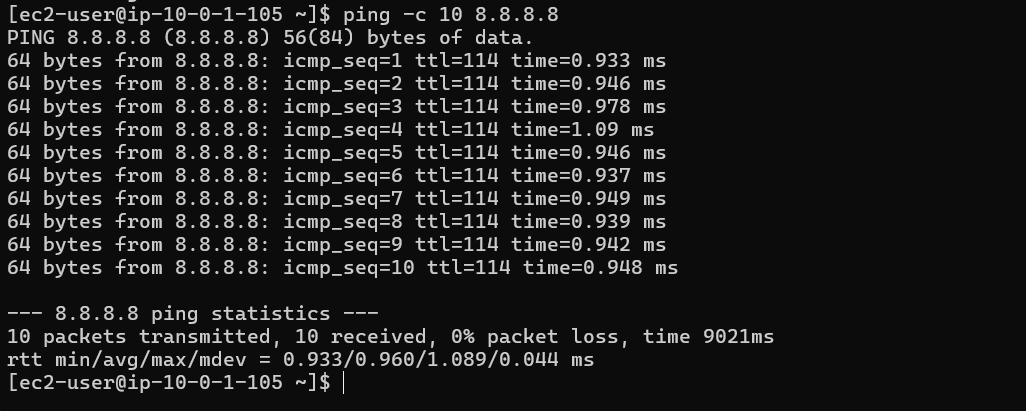 [ec2-user@ip-10-0-1-105 ~]$ ping -c 10 8.8.8.8
PING 8.8.8.8 (8.8.8.8) 56(84) bytes of data.
64 bytes from 8.8.8.8: icmp_seq=1 ttl=114 time=0.933 ms
64 bytes from 8.8.8.8: icmp_seq=2 ttl=114 time=0.946 ms
64 bytes from 8.8.8.8: icmp_seq=3 ttl=114 time=0.978 ms
64 bytes from 8.8.8.8: icmp_seq=4 ttl=114 time=1.09 ms
64 bytes from 8.8.8.8: icmp_seq=5 ttl=114 time=0.946 ms
64 bytes from 8.8.8.8: icmp_seq=6 ttl=114 time=0.937 ms
64 bytes from 8.8.8.8: icmp_seq=7 ttl=114 time=0.949 ms
64 bytes from 8.8.8.8: icmp_seq=8 ttl=114 time=0.939 ms
64 bytes from 8.8.8.8: icmp_seq=9 ttl=114 time=0.942 ms
64 bytes from 8.8.8.8: icmp_seq=10 ttl=114 time=0.948 ms

--- 8.8.8.8 ping statistics ---
10 packets transmitted, 10 received, 0% packet loss, time 9021ms
rtt min/avg/max/mdev = 0.933/0.960/1.089/0.044 ms
[ec2-user@ip-10-0-1-105 ~]$